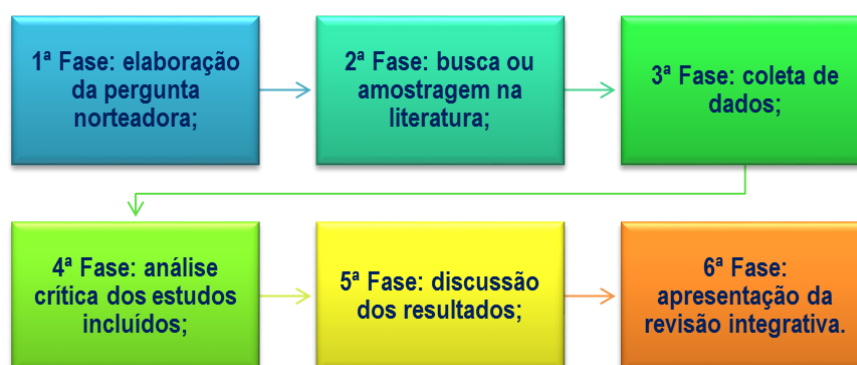 1ª Fase: elaboração
da pergunta
norteadora;
2ª Fase: busca ou
amostragem na
literatura;
3ª Fase: coleta de
dados;
4ª Fase: análise
crítica dos estudos
incluídos;
5ª Fase: discussão
dos resultados;
6ª Fase:
apresentação da
revisão integrativa.